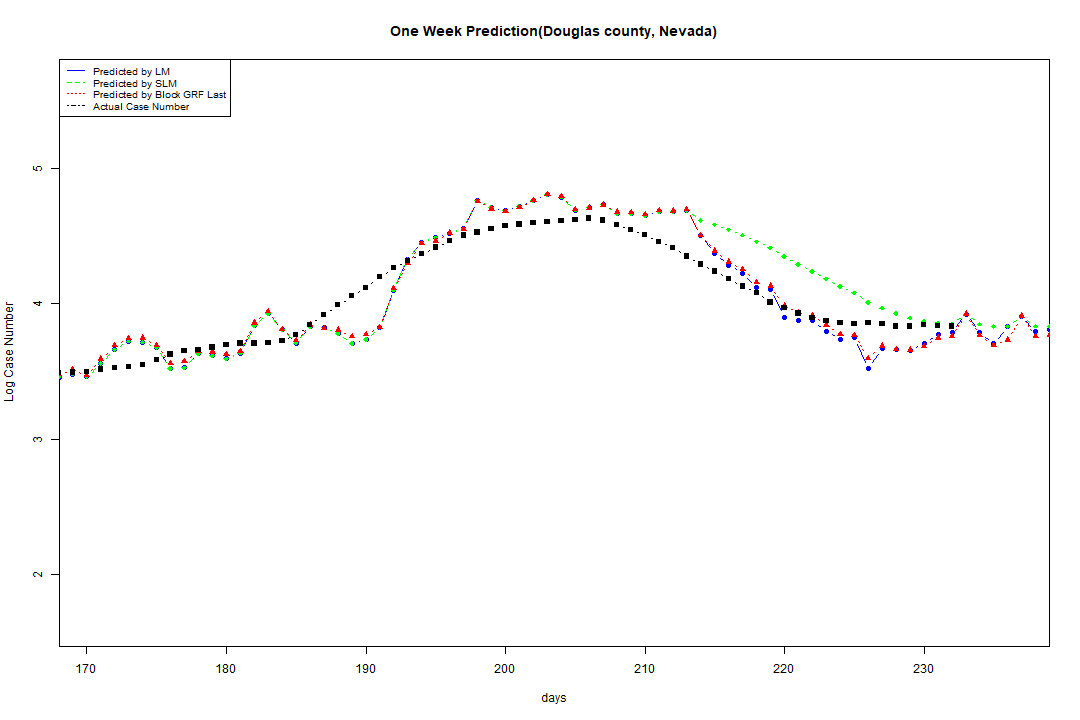 One Week Prediction(Douglas county, Nevada)
Predicted by LM
Predicted by SLM
Predicted by Block GRF Last
Actual Case Number
5
4
3
2
Log Case Number
170 180 190 200 210 220 230
days